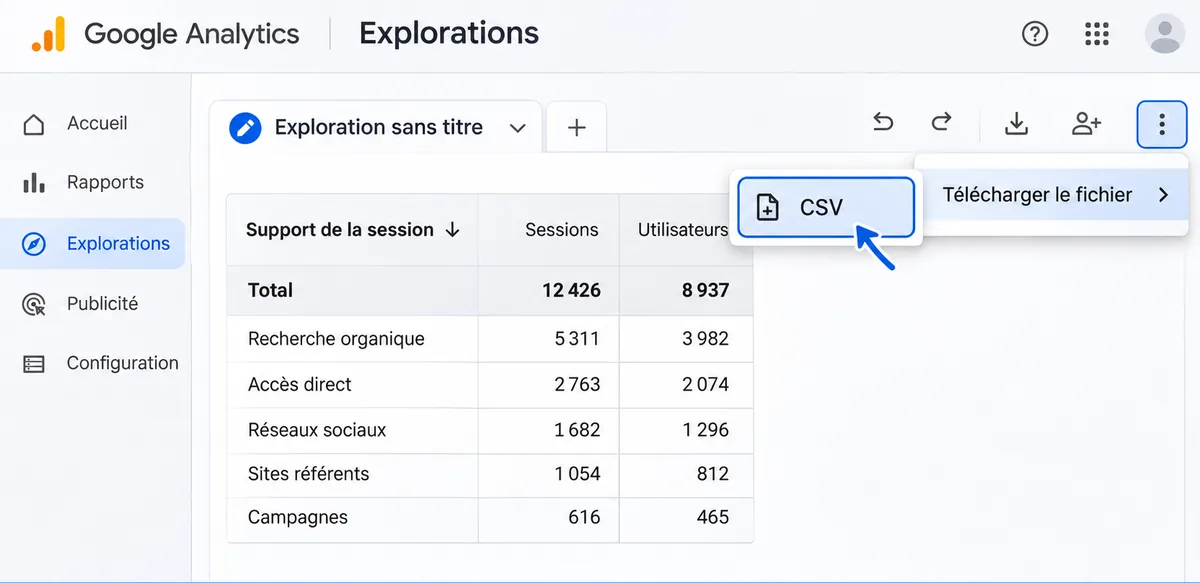 Google Analytics
Explorations
Accueil
Rapports
Explorations
Publicité
Configuration
Exploration sans titre
Télécharger le fichier
CSV
Support de la session Sessions Utilisateurs
Total 12 426 8 937
Recherche organique 5 311 3 982
Accès direct 2 763 2 074
Réseaux sociaux 1 682 1 296
Sites référents 1 054 812
Campagnes 616 465